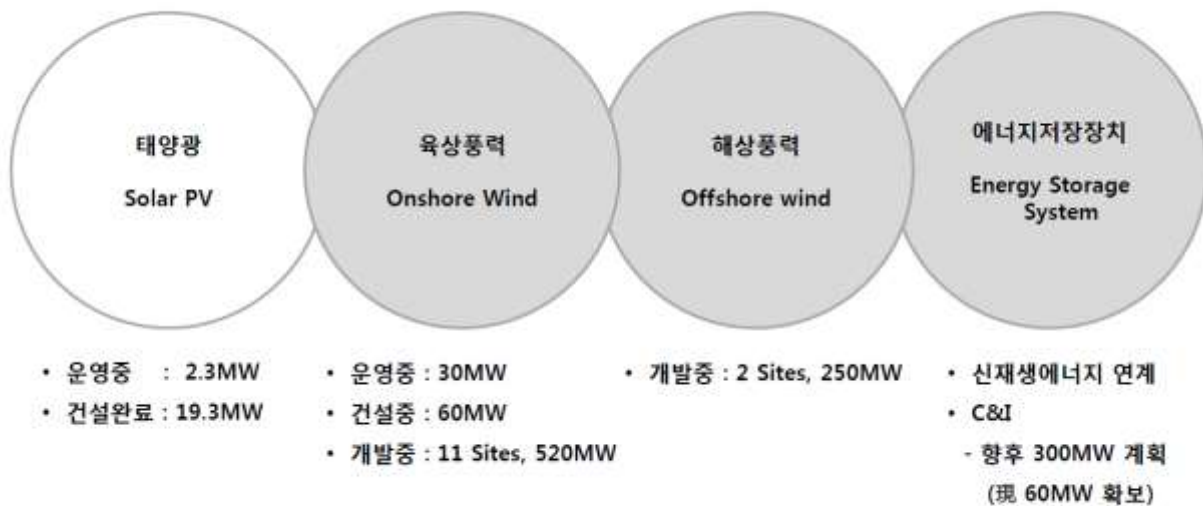 태양광
Solar PV
육상풍력
Onshore Wind
해상풍력
Offshore wind
에너지저장장치
Energy Storage
System
• 운영중 : 2.3MW
• 건설완료 : 19.3MW
• 운영중 : 30MW
• 건설중 : 60MW
• 개발중 : 11 Sites, 520MW
• 개발중 : 2 Sites, 250MW
• 신재생에너지 연계
• C&I
- 향후 300MW 계획
(現 60MW 확보)